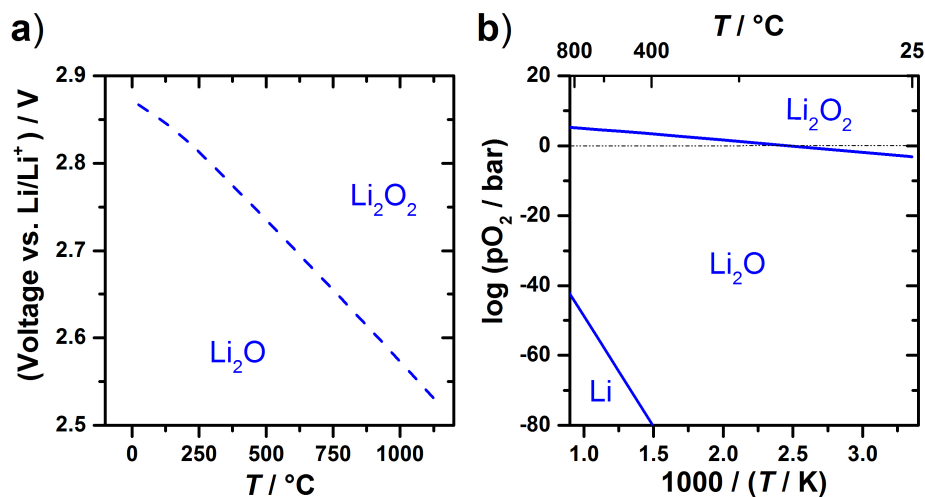 a)
(Voltage vs. Li/Li⁺) / V
2.9
2.8
2.7
2.6
2.5
Li₂O₂
Li₂O
0 250 500 750 1000
T / °C
b)
T / °C
800 400 25
log (pO₂ / bar)
20
0
-20
-40
-60
-80
Li₂O₂
Li₂O
Li
1.0 1.5 2.0 2.5 3.0
1000 / (T / K)